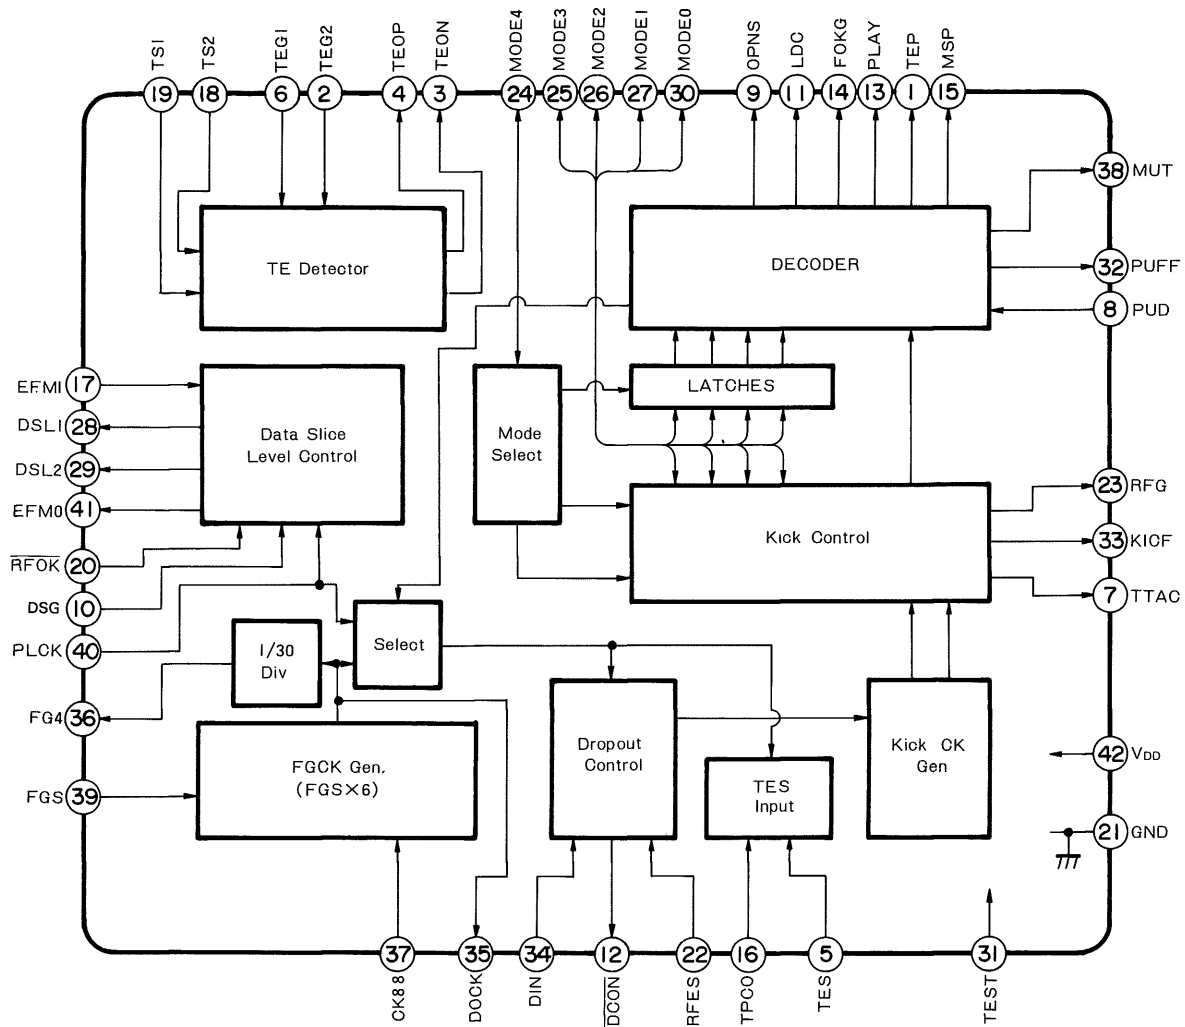 TS1
TS2
TEG1
TEG2
TEOP
TEON
MODE4
MODE3
MODE2
MODE1
MODE0
OPNS
LDC
FOKG
PLAY
TEP
MSP
19
18
6
2
4
3
24
25
26
27
30
9
11
14
13
1
15
38 MUT
TE Detector
DECODER
32 PUFF
8 PUD
EFM1 17
DSL1 28
DSL2 29
EFM0 41
Data Slice
Level Control
Mode
Select
LATCHES
Kick Control
23 RFG
33 KICF
7 TTAC
RFOK 20
DSG 10
PLCK 40
1/30
Div
Select
FG4 36
FGCK Gen.
(FGS×6)
FGS 39
Dropout
Control
TES
Input
Kick CK
Gen
42 VDD
21 GND
37
35
34
12
22
16
5
31
CK88
DOCK
DIN
DCON
RFES
TPCO
TES
TEST